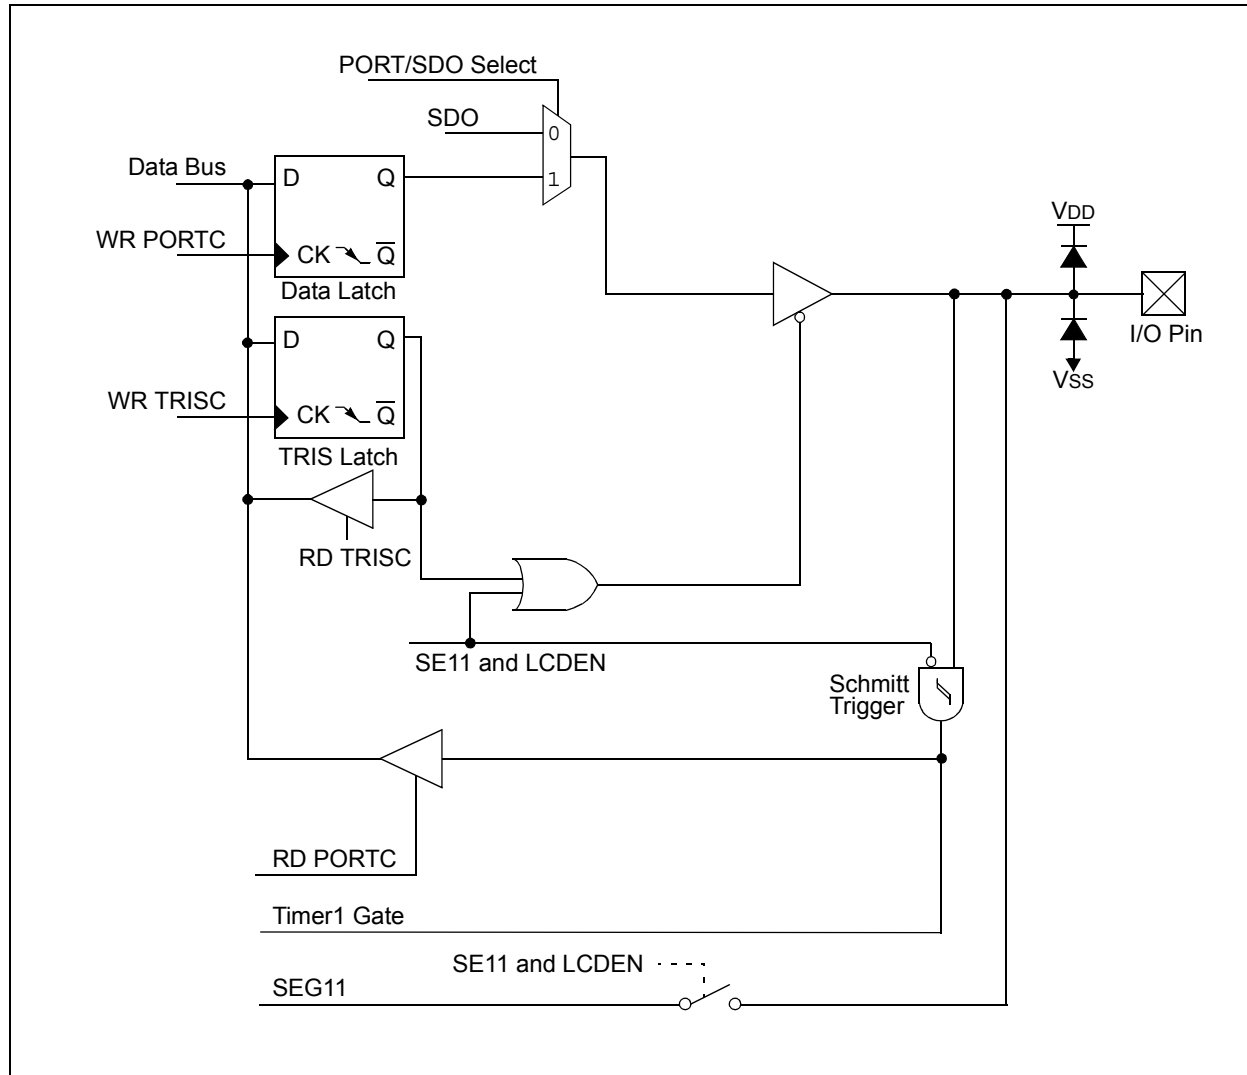 PORT/SDO Select
SDO
0
Data Bus
D
Q
1
WR PORTC
CK
Q̅
Data Latch
VDD
I/O Pin
VSS
D
Q
WR TRISC
CK
Q̅
TRIS Latch
RD TRISC
SE11 and LCDEN
Schmitt
Trigger
RD PORTC
Timer1 Gate
SE11 and LCDEN
SEG11